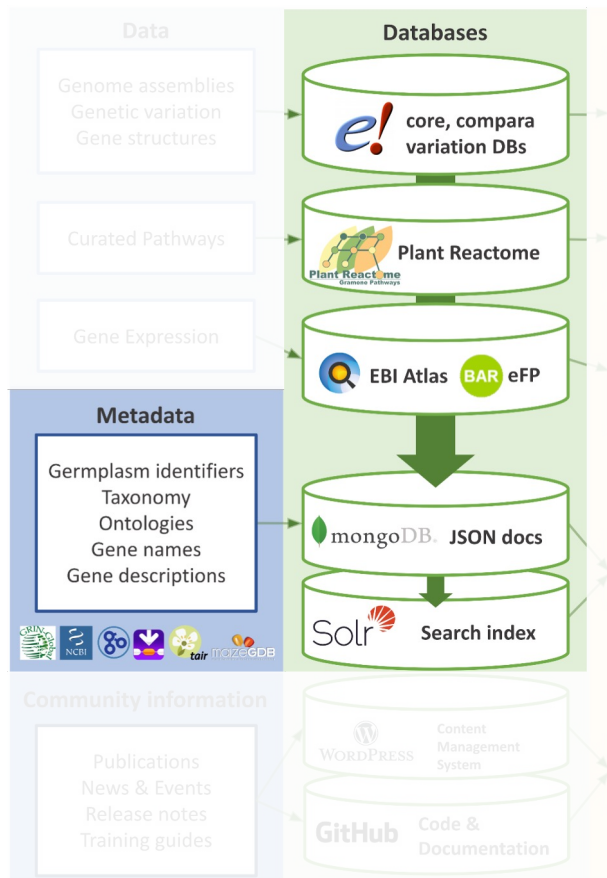 Data
Genome assemblies
Genetic variation
Gene structures
Curated Pathways
Gene Expression
Databases
e!
core, compara
variation DBs
Plant Reactome
Gramene Pathways
Plant Reactome
EBI Atlas
BAR
eFP
Metadata
Germplasm identifiers
Taxonomy
Ontologies
Gene names
Gene descriptions
GRIN-Global
NCBI
tair
maizeGDB
mongoDB.
JSON docs
Solr
Search index
Community information
Publications
News & Events
Release notes
Training guides
WORDPRESS
Content
Management
System
GitHub
Code &
Documentation